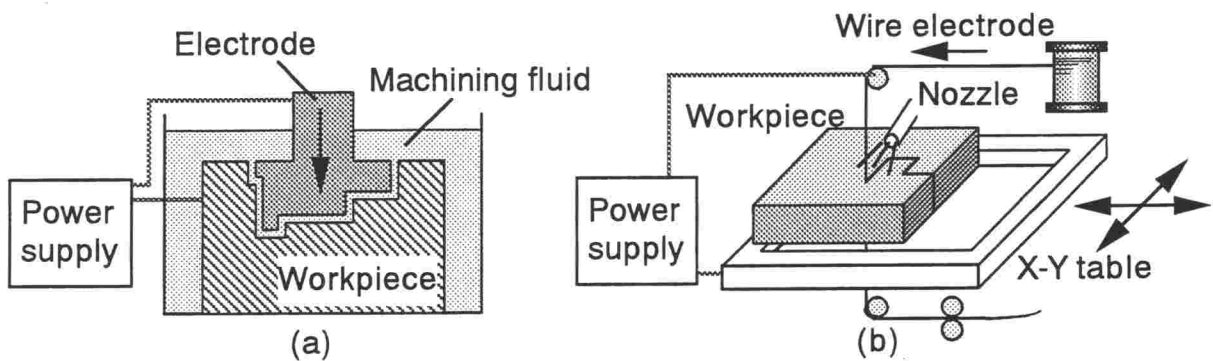 Electrode
Machining fluid
Power
supply
Workpiece
(a)
Wire electrode
Nozzle
Workpiece
Power
supply
X-Y table
(b)